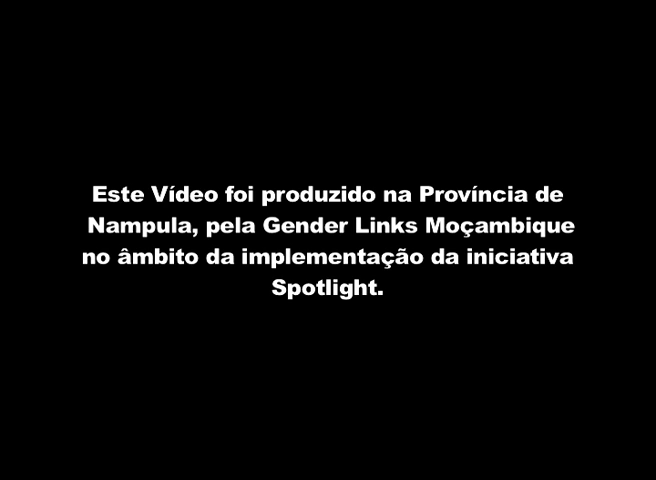 Este Vídeo foi produzido na Província de
Nampula, pela Gender Links Moçambique
no âmbito da implementação da iniciativa
Spotlight.